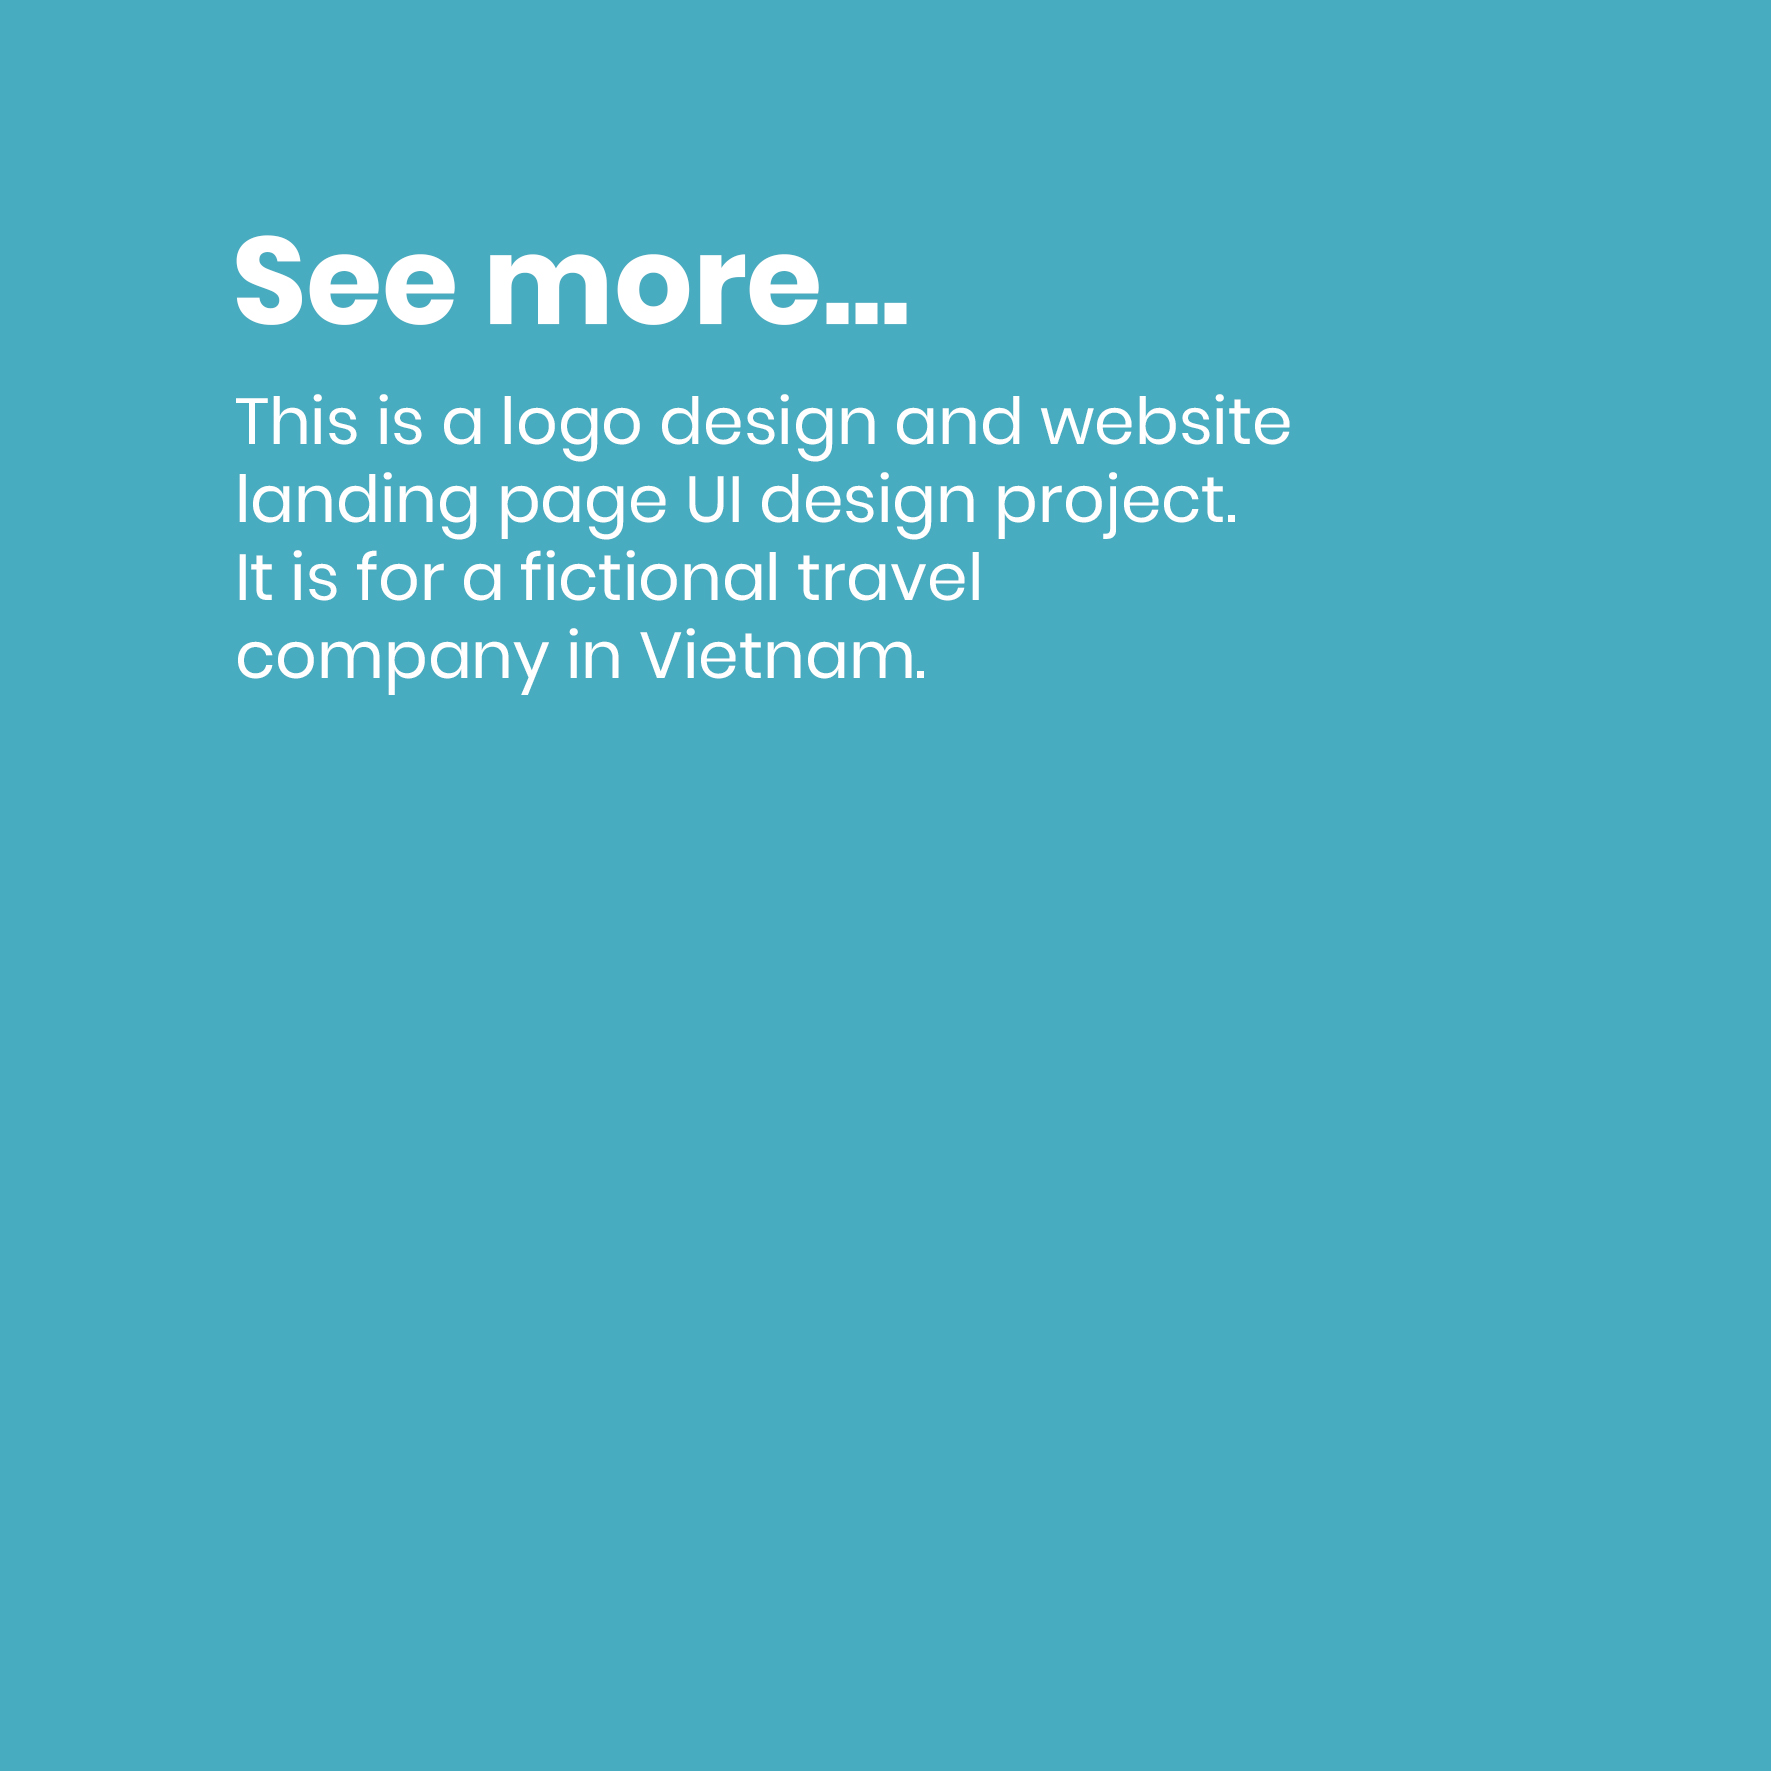 See more...
This is a logo design and website
landing page UI design project.
It is for a fictional travel
company in Vietnam.